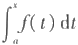 ∫ₐˣ f( t ) dt